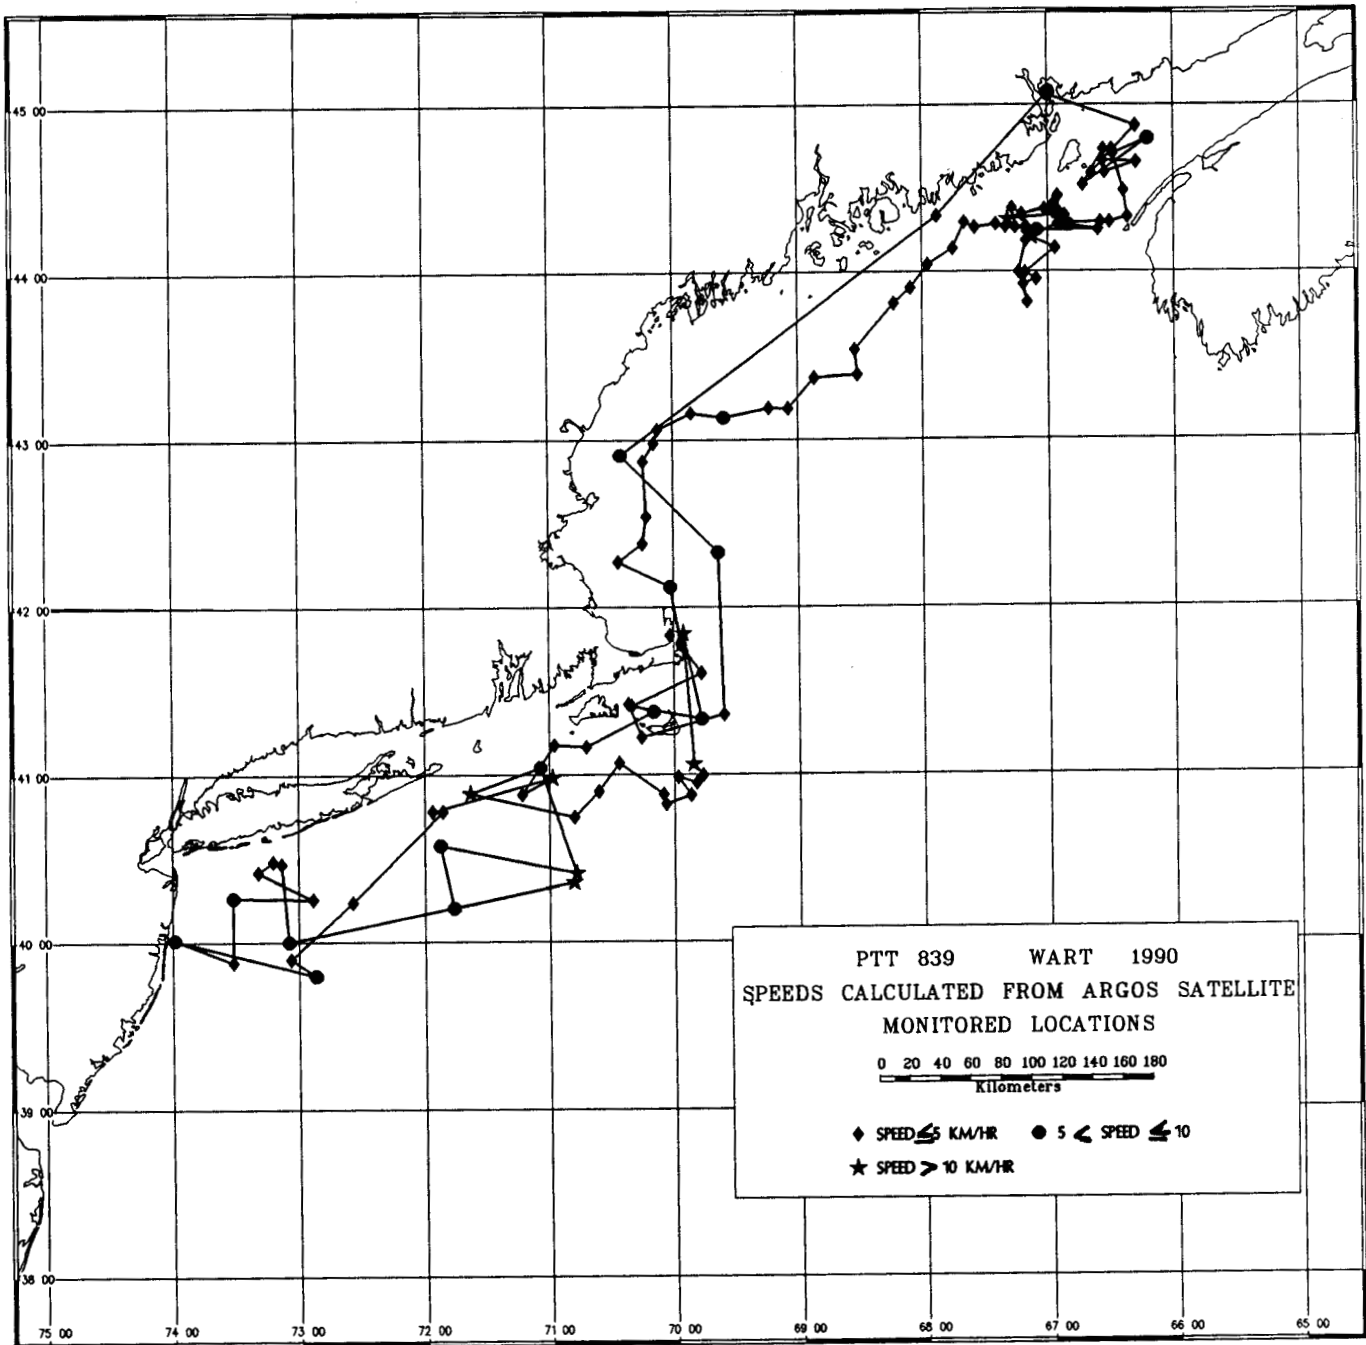 45 00
44 00
43 00
42 00
41 00
40 00
39 00
38 00
PTT 839 WART 1990
SPEEDS CALCULATED FROM ARGOS SATELLITE
MONITORED LOCATIONS
0 20 40 60 80 100 120 140 160 180
Kilometers
SPEED ≤ 5 KM/HR 5 < SPEED ≤ 10
SPEED > 10 KM/HR
75 00 74 00 73 00 72 00 71 00 70 00 69 00 68 00 67 00 66 00 65 00